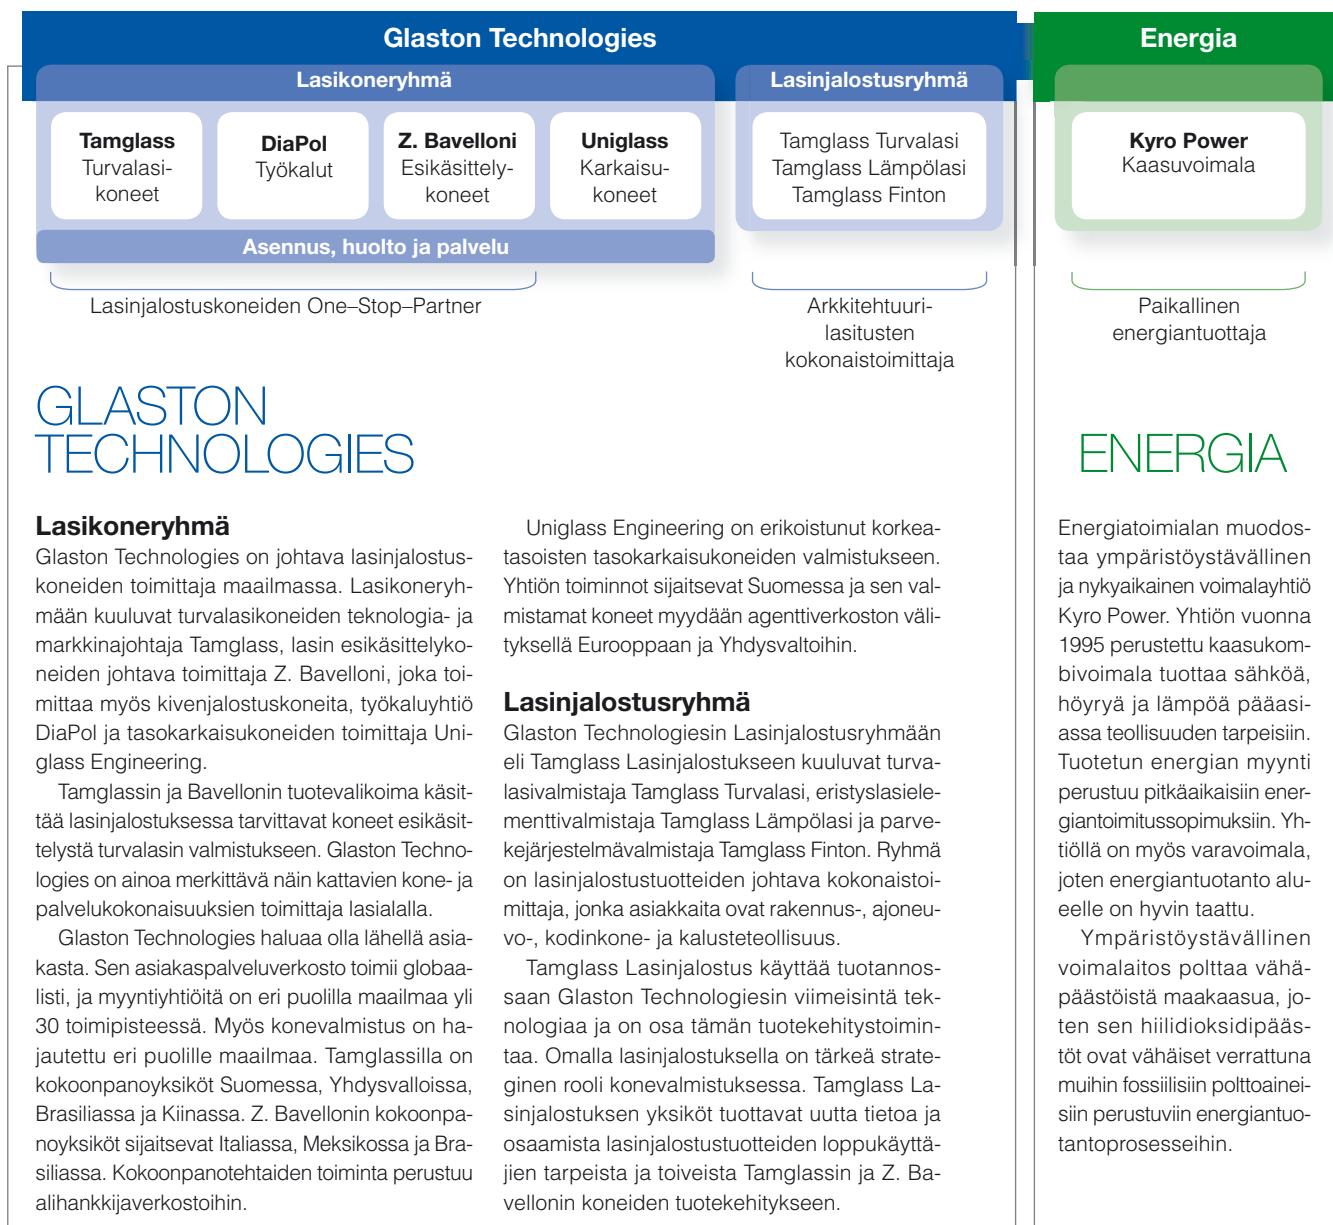 Glaston Technologies
Lasikoneryhmä
Tamglass
Turvalasi-
koneet
DiaPol
Työkalut
Z. Bavelloni
Esikäsittely-
koneet
Uniglass
Karkaisu-
koneet
Asennus, huolto ja palvelu
Lasinjalostuskoneiden One–Stop–Partner
Lasinjalostusryhmä
Tamglass Turvalasi
Tamglass Lämpölasi
Tamglass Finton
Arkkitehtuuri-
lasitusten
kokonaistoimittaja
Energia
Kyro Power
Kaasuvoimala
Paikallinen
energiantuottaja
GLASTON
TECHNOLOGIES
Lasikoneryhmä
Glaston Technologies on johtava lasinjalostus-
koneiden toimittaja maailmassa. Lasikoneryh-
mään kuuluvat turvalasikoneiden teknologia- ja
markkinajohtaja Tamglass, lasin esikäsittelyko-
neiden johtava toimittaja Z. Bavelloni, joka toi-
mittaa myös kivenjalostuskoneita, työkaluyhtiö
DiaPol ja tasokarkaisukoneiden toimittaja Uni-
glass Engineering.
Tamglassin ja Bavellonin tuotevalikoima käsit-
tää lasinjalostuksessa tarvittavat koneet esikäsit-
telystä turvalasin valmistukseen. Glaston Techno-
logies on ainoa merkittävä näin kattavien kone- ja
palvelukokonaisuuksien toimittaja lasialalla.
Glaston Technologies haluaa olla lähellä asia-
kasta. Sen asiakaspalveluverkosto toimii globaa-
listi, ja myyntiyhtiöitä on eri puolilla maailmaa yli
30 toimipisteessä. Myös konevalmistus on ha-
jautettu eri puolille maailmaa. Tamglassilla on
kokoonpanoyksiköt Suomessa, Yhdysvalloissa,
Brasiliassa ja Kiinassa. Z. Bavellonin kokoonpa-
noyksiköt sijaitsevat Italiassa, Meksikossa ja Bra-
siliassa. Kokoonpanotehtaiden toiminta perustuu
alihankkijaverkostoihin.
Uniglass Engineering on erikoistunut korkea-
tasoisten tasokarkaisukoneiden valmistukseen.
Yhtiön toiminnot sijaitsevat Suomessa ja sen val-
mistamat koneet myydään agenttiverkoston väli-
tyksellä Eurooppaan ja Yhdysvaltoihin.
Lasinjalostusryhmä
Glaston Technologiesin Lasinjalostusryhmään
eli Tamglass Lasinjalostukseen kuuluvat turva-
lasivalmistaja Tamglass Turvalasi, eristyslasiele-
menttivalmistaja Tamglass Lämpölasi ja parve-
kejärjestelmävalmistaja Tamglass Finton. Ryhmä
on lasinjalostustuotteiden johtava kokonaistoi-
mittaja, jonka asiakkaita ovat rakennus-, ajoneu-
vo-, kodinkone- ja kalusteteollisuus.
Tamglass Lasinjalostus käyttää tuotannos-
saan Glaston Technologiesin viimeisintä tek-
nologiaa ja on osa tämän tuotekehitystoimin-
taa. Omalla lasinjalostuksella on tärkeä strate-
ginen rooli konevalmistuksessa. Tamglass La-
sinjalostuksen yksiköt tuottavat uutta tietoa ja
osaamista lasinjalostustuotteiden loppukäyttä-
jien tarpeista ja toiveista Tamglassin ja Z. Ba-
vellonin koneiden tuotekehitykseen.
ENERGIA
Energiatoimialan muodos-
taa ympäristöystävällinen
ja nykyaikainen voimalayhtiö
Kyro Power. Yhtiön vuonna
1995 perustettu kaasukom-
bivoimala tuottaa sähköä,
höyryä ja lämpöä pääasi-
assa teollisuuden tarpeisiin.
Tuotetun energian myynti
perustuu pitkäaikaisiin ener-
giantoimitussopimuksiin. Yh-
tiöllä on myös varavoimala,
joten energiantuotanto alu-
eelle on hyvin taattu.
Ympäristöystävällinen
voimalaitos polttaa vähä-
päästöistä maakaasua, jo-
ten sen hiilidioksidipääs-
töt ovat vähäiset verrattuna
muihin fossiilisiin polttoainei-
siin perustuviin energiantuo-
tantoprosesseihin.